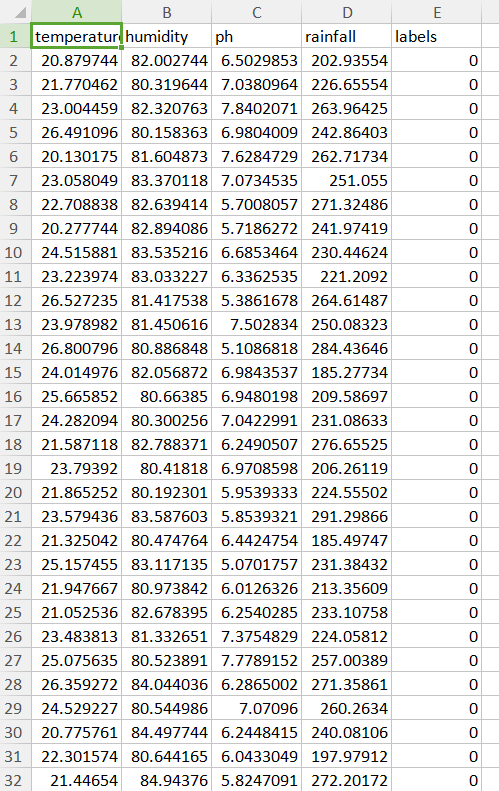 A B C D E
1 temperature humidity ph rainfall labels
2 20.879744 82.002744 6.5029853 202.93554 0
3 21.770462 80.319644 7.0380964 226.65554 0
4 23.004459 82.320763 7.8402071 263.96425 0
5 26.491096 80.158363 6.9804009 242.86403 0
6 20.130175 81.604873 7.6284729 262.71734 0
7 23.058049 83.370118 7.0734535 251.055 0
8 22.708838 82.639414 5.7008057 271.32486 0
9 20.277744 82.894086 5.7186272 241.97419 0
10 24.515881 83.535216 6.6853464 230.44624 0
11 23.223974 83.033227 6.3362535 221.2092 0
12 26.527235 81.417538 5.3861678 264.61487 0
13 23.978982 81.450616 7.502834 250.08323 0
14 26.800796 80.886848 5.1086818 284.43646 0
15 24.014976 82.056872 6.9843537 185.27734 0
16 25.665852 80.66385 6.9480198 209.58697 0
17 24.282094 80.300256 7.0422991 231.08633 0
18 21.587118 82.788371 6.2490507 276.65525 0
19 23.79392 80.41818 6.9708598 206.26119 0
20 21.865252 80.192301 5.9539333 224.55502 0
21 23.579436 83.587603 5.8539321 291.29866 0
22 21.325042 80.474764 6.4424754 185.49747 0
23 25.157455 83.117135 5.0701757 231.38432 0
24 21.947667 80.973842 6.0126326 213.35609 0
25 21.052536 82.678395 6.2540285 233.10758 0
26 23.483813 81.332651 7.3754829 224.05812 0
27 25.075635 80.523891 7.7789152 257.00389 0
28 26.359272 84.044036 6.2865002 271.35861 0
29 24.529227 80.544986 7.07096 260.2634 0
30 20.775761 84.497744 6.2448415 240.08106 0
31 22.301574 80.644165 6.0433049 197.97912 0
32 21.44654 84.94376 5.8247091 272.20172 0